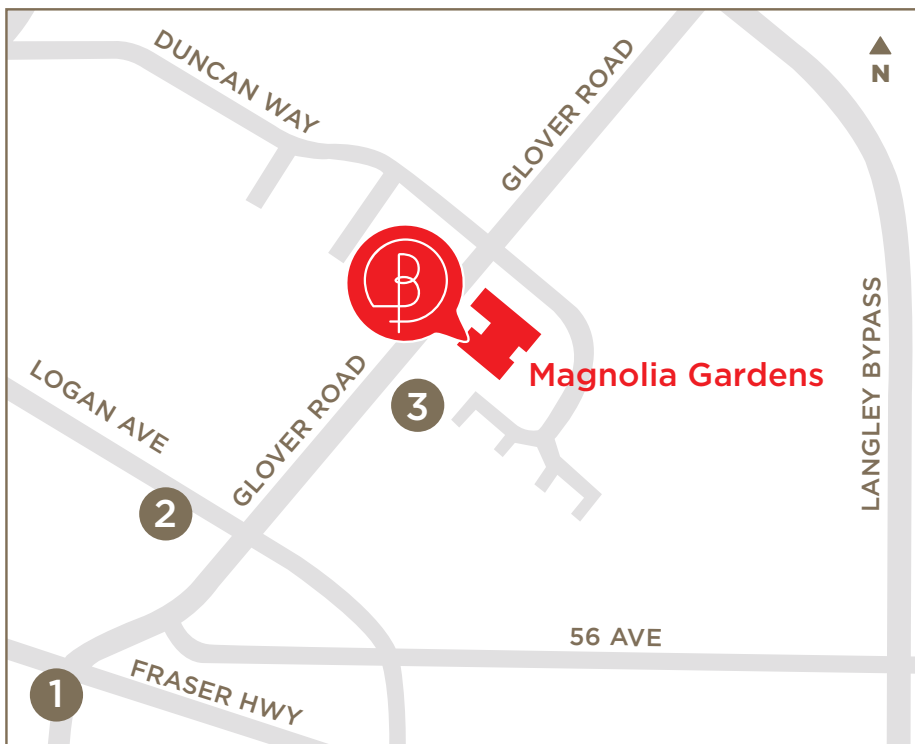 DUNCAN WAY
GLOVER ROAD
N
B
LANGLEY BYPASS
Magnolia Gardens
LOGAN AVE
3
GLOVER ROAD
2
56 AVE
FRASER HWY
1